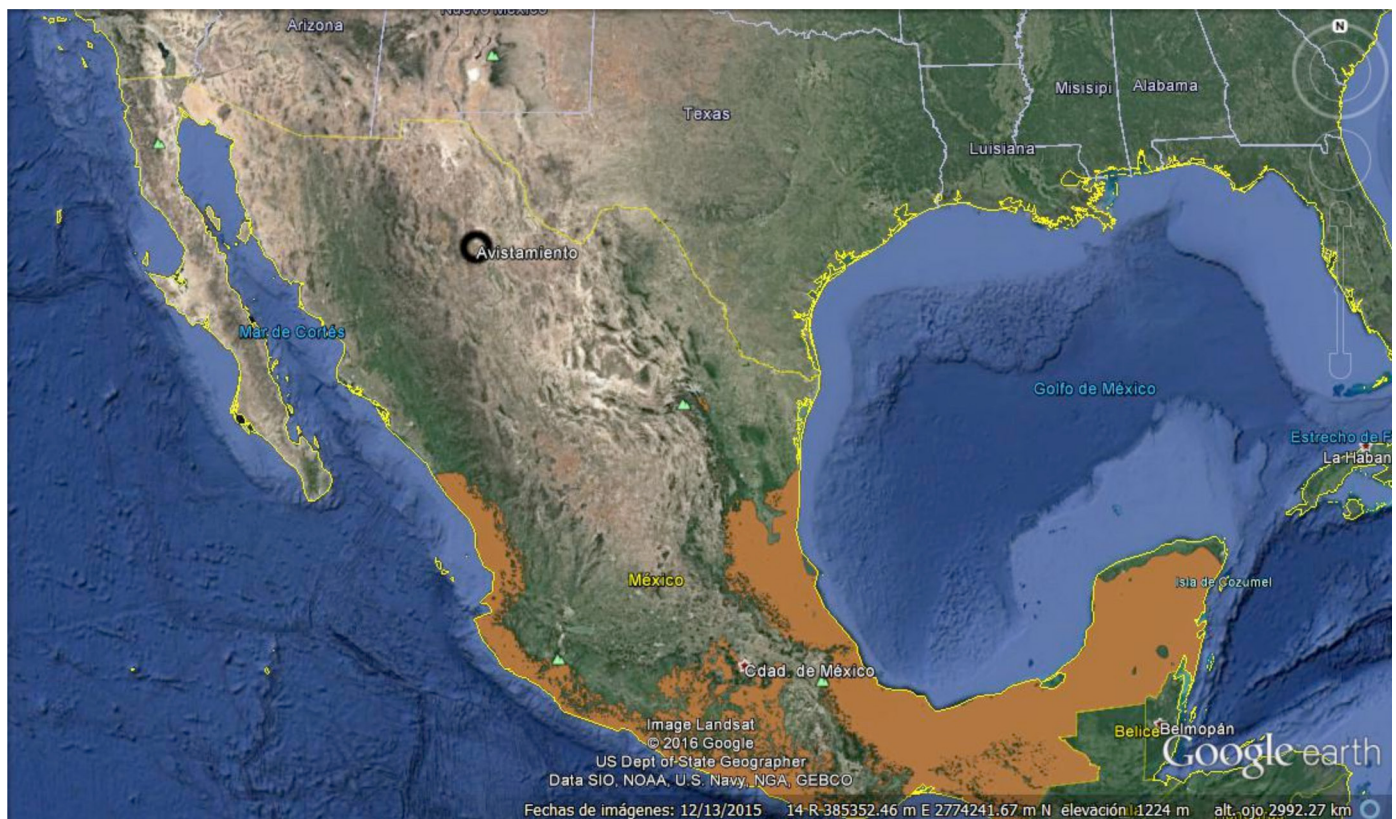 Nuevo México
Arizona
Texas
Misisipi
Alabama
Luisiana
Avistamiento
Mar de Cortés
Golfo de México
Estrecho de F
La Haban
México
Isla de Cozumel
Cdad. de México
Belice
Belmopán
Image Landsat
© 2016 Google
US Dept of State Geographer
Data SIO, NOAA, U.S. Navy, NGA, GEBCO
Google earth
N
Fechas de imágenes: 12/13/2015 14 R 385352.46 m E 2774241.67 m N elevación 1224 m alt. ojo 2992.27 km